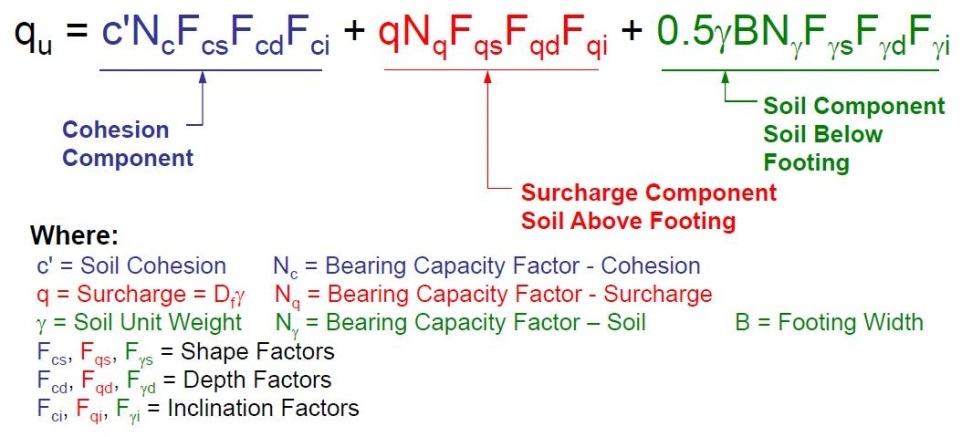 qu = c'NcFcsFcdFci + qNqFqsFqdFqi + 0.5γBNγFγsFγdFγi
Cohesion
Component
Soil Component
Soil Below
Footing
Surcharge Component
Soil Above Footing
Where:
c' = Soil Cohesion Nc = Bearing Capacity Factor - Cohesion
q = Surcharge = Dfγ Nq = Bearing Capacity Factor - Surcharge
γ = Soil Unit Weight Nγ = Bearing Capacity Factor – Soil B = Footing Width
Fcs, Fqs, Fγs = Shape Factors
Fcd, Fqd, Fγd = Depth Factors
Fci, Fqi, Fγi = Inclination Factors